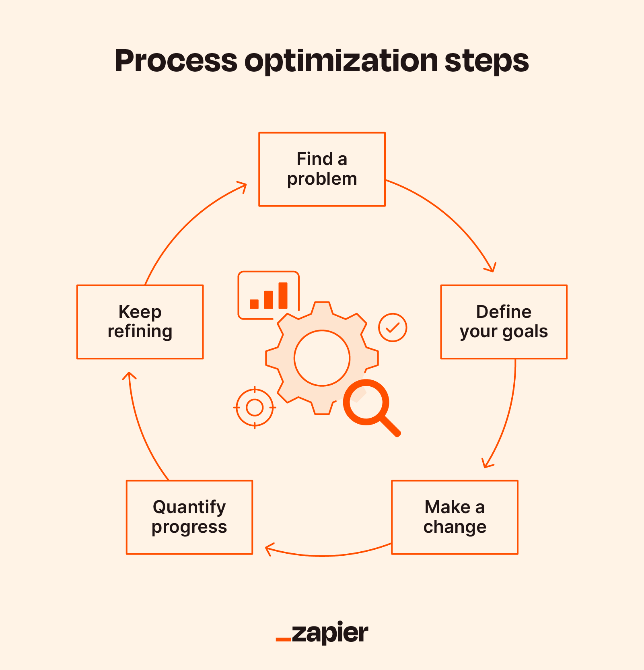 Process optimization steps
Find a
problem
Define
your goals
Make a
change
Quantify
progress
Keep
refining
_zapier